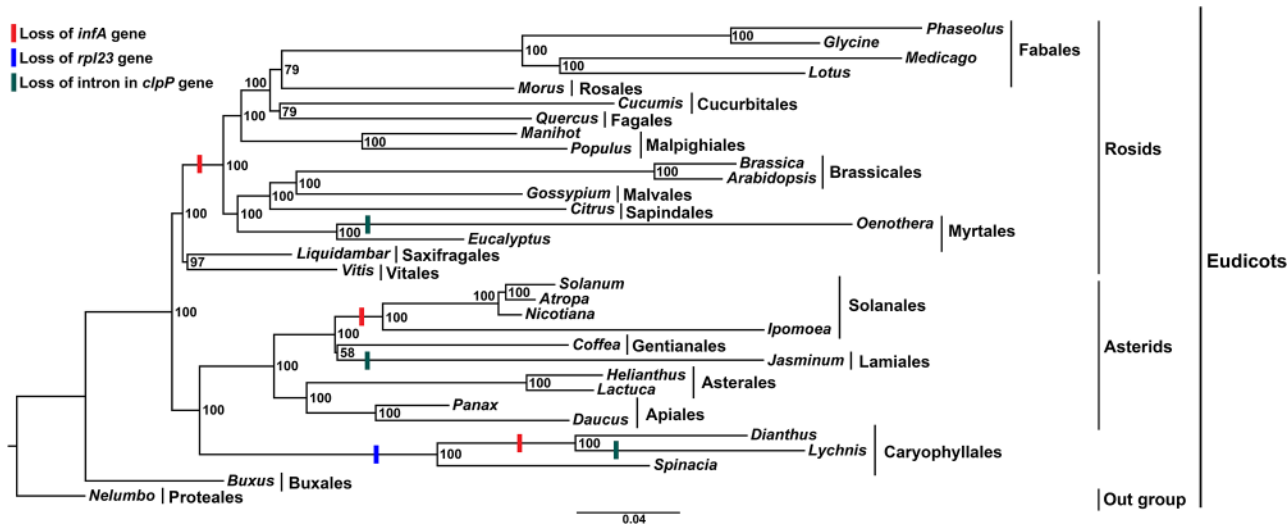 Loss of infA gene
Loss of rpl23 gene
Loss of intron in clpP gene
Phaseolus
100
Glycine
100
Medicago
Fabales
100
Lotus
79
100
Morus Rosales
Cucumis Cucurbitales
79
Quercus Fagales
100
Manihot
100
Populus Malpighiales
100
Rosids
Brassica
100
Arabidopsis Brassicales
100
Gossypium Malvales
100
Citrus Sapindales
100
Oenothera
100
Eucalyptus
Myrtales
100
Liquidambar Saxifragales
97
Vitis Vitales
Eudicots
100
Solanum
100
100
Atropa
Nicotiana
Solanales
100
Ipomoea
100
Coffea Gentianales
58
Jasminum Lamiales
Asterids
100
Helianthus
100
Lactuca Asterales
100
Panax
100
Daucus Apiales
100
Dianthus
100
Lychnis
Caryophyllales
100
Spinacia
Buxus Buxales
Nelumbo Proteales
Out group
0.04